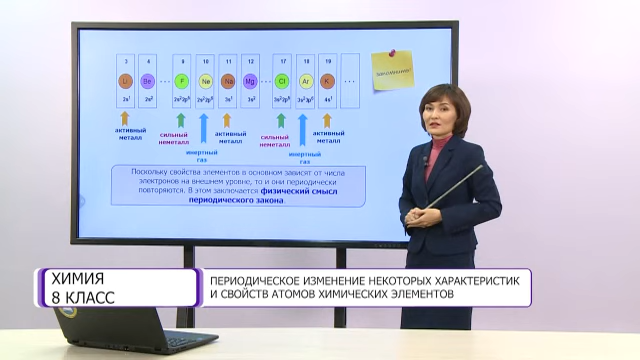 3 4 9 10 11 12 17 18 19
Li Be ... F Ne Na Mg ... Cl Ar K ...
2s¹ 2s² 2s²2p⁵ 2s²2p⁶ 3s¹ 3s² 3s²3p⁵ 3s²3p⁶ 4s¹
активный металл
сильный неметалл
инертный газ
активный металл
сильный неметалл
инертный газ
активный металл
Поскольку свойства элементов в основном зависят от числа
электронов на внешнем уровне, то и они периодически
повторяются. В этом заключается физический смысл
периодического закона.
ХИМИЯ
8 КЛАСС
ПЕРИОДИЧЕСКОЕ ИЗМЕНЕНИЕ НЕКОТОРЫХ ХАРАКТЕРИСТИК
И СВОЙСТВ АТОМОВ ХИМИЧЕСКИХ ЭЛЕМЕНТОВ